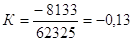 K = −8133 / 62325 = −0,13